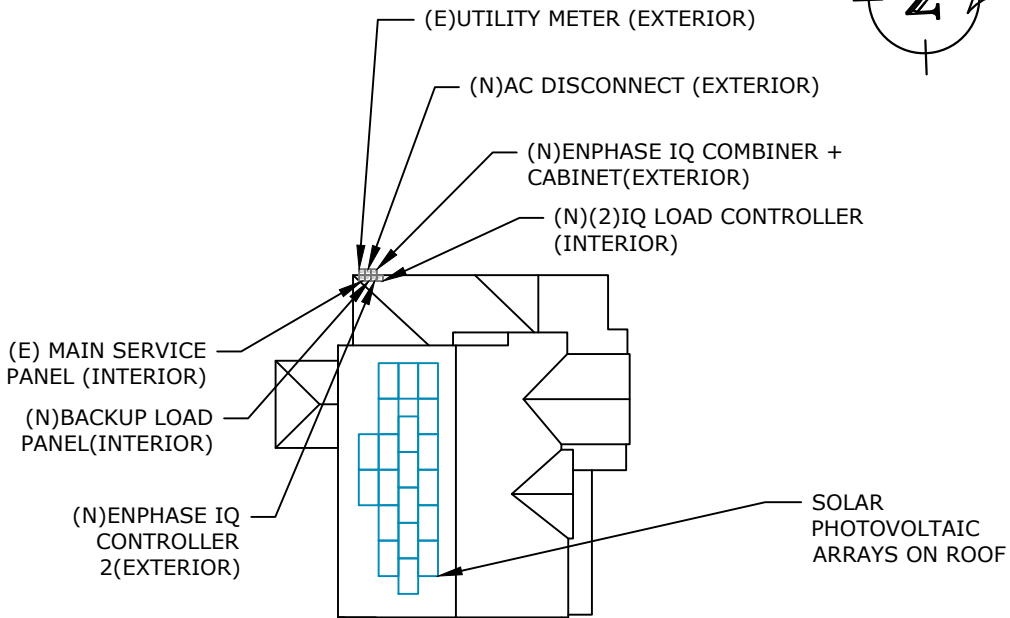 (E)UTILITY METER (EXTERIOR)
(N)AC DISCONNECT (EXTERIOR)
(N)ENPHASE IQ COMBINER +
CABINET(EXTERIOR)
(N)(2)IQ LOAD CONTROLLER
(INTERIOR)
(E) MAIN SERVICE
PANEL (INTERIOR)
(N)BACKUP LOAD
PANEL(INTERIOR)
(N)ENPHASE IQ
CONTROLLER
2(EXTERIOR)
SOLAR
PHOTOVOLTAIC
ARRAYS ON ROOF